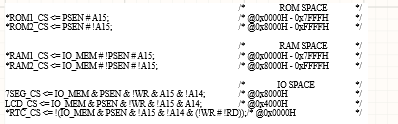 /* ROM SPACE */
*ROM1_CS <= PSEN # A15; /* @0x0000H - 0x7FFFH */
*ROM2_CS <= PSEN # !A15; /* @0x8000H - 0xFFFFH */
/* RAM SPACE */
*RAM1_CS <= IO_MEM # !PSEN # A15; /* @0x0000H - 0x7FFFH */
*RAM2_CS <= IO_MEM # !PSEN # !A15; /* @0x8000H - 0xFFFFH */
/* IO SPACE */
7SEG_CS <= IO_MEM & PSEN & !WR & A15 & !A14; /* @0x8000H */
LCD_CS <= IO_MEM & PSEN & !WR & !A15 & A14; /* @0x4000H */
*RTC_CS <= !(IO_MEM & PSEN & !A15 & !A14 & (!WR # !RD)); /* @0x0000H */